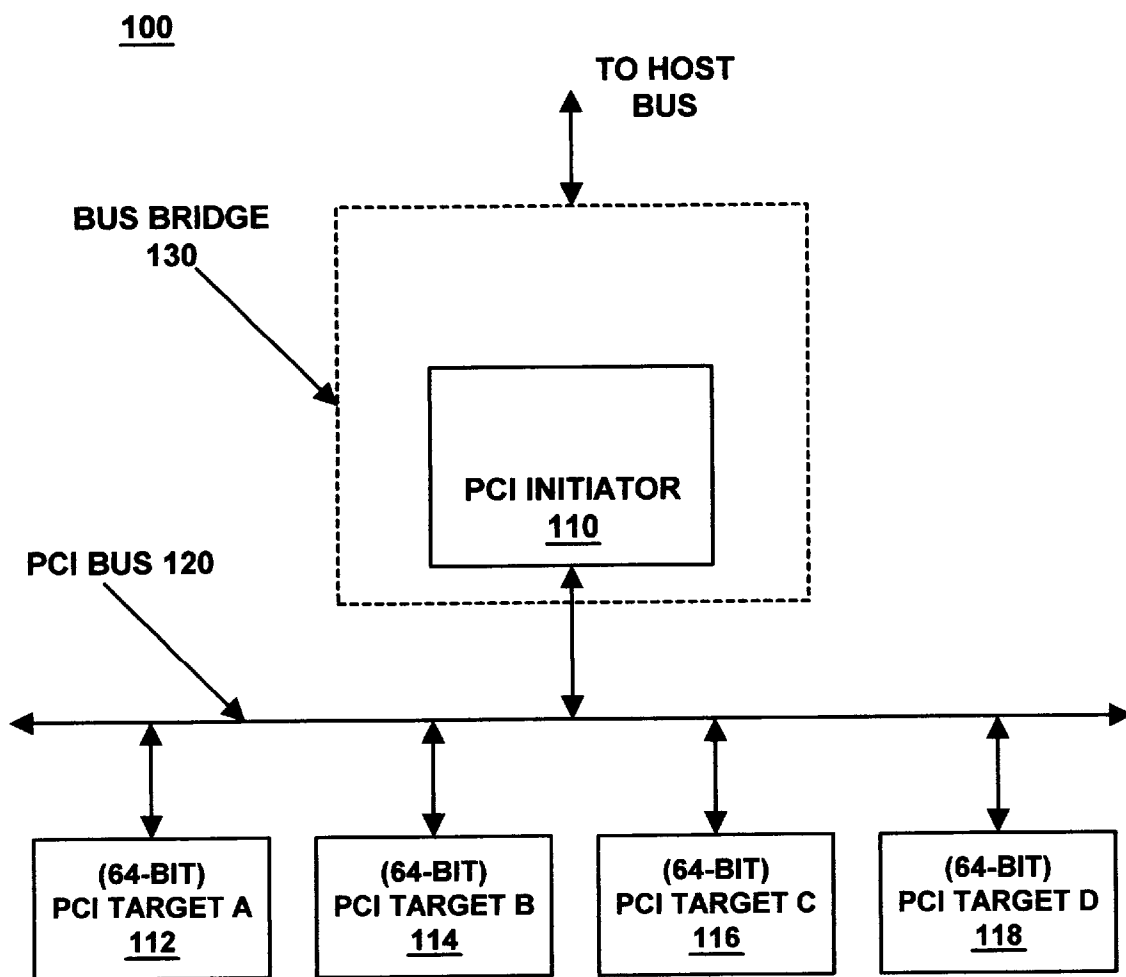 100
TO HOST
BUS
BUS BRIDGE
130
PCI INITIATOR
110
PCI BUS 120
(64-BIT)
PCI TARGET A
112
(64-BIT)
PCI TARGET B
114
(64-BIT)
PCI TARGET C
116
(64-BIT)
PCI TARGET D
118